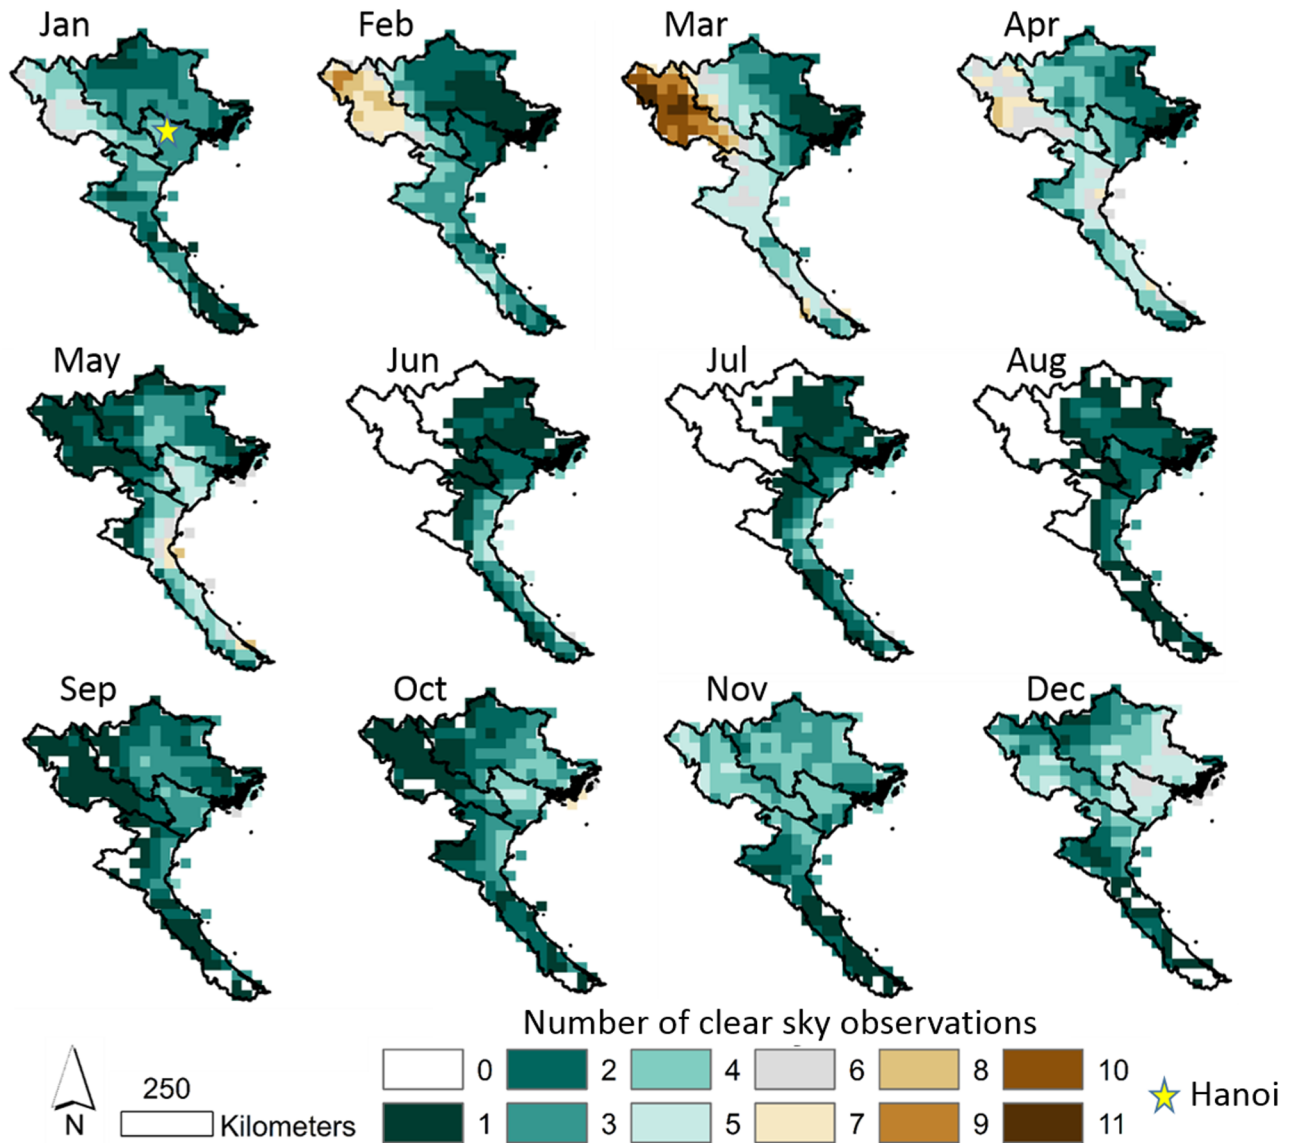 Jan Feb Mar Apr
May Jun Jul Aug
Sep Oct Nov Dec
Number of clear sky observations
0 2 4 6 8 10
1 3 5 7 9 11
Hanoi
250
Kilometers
N